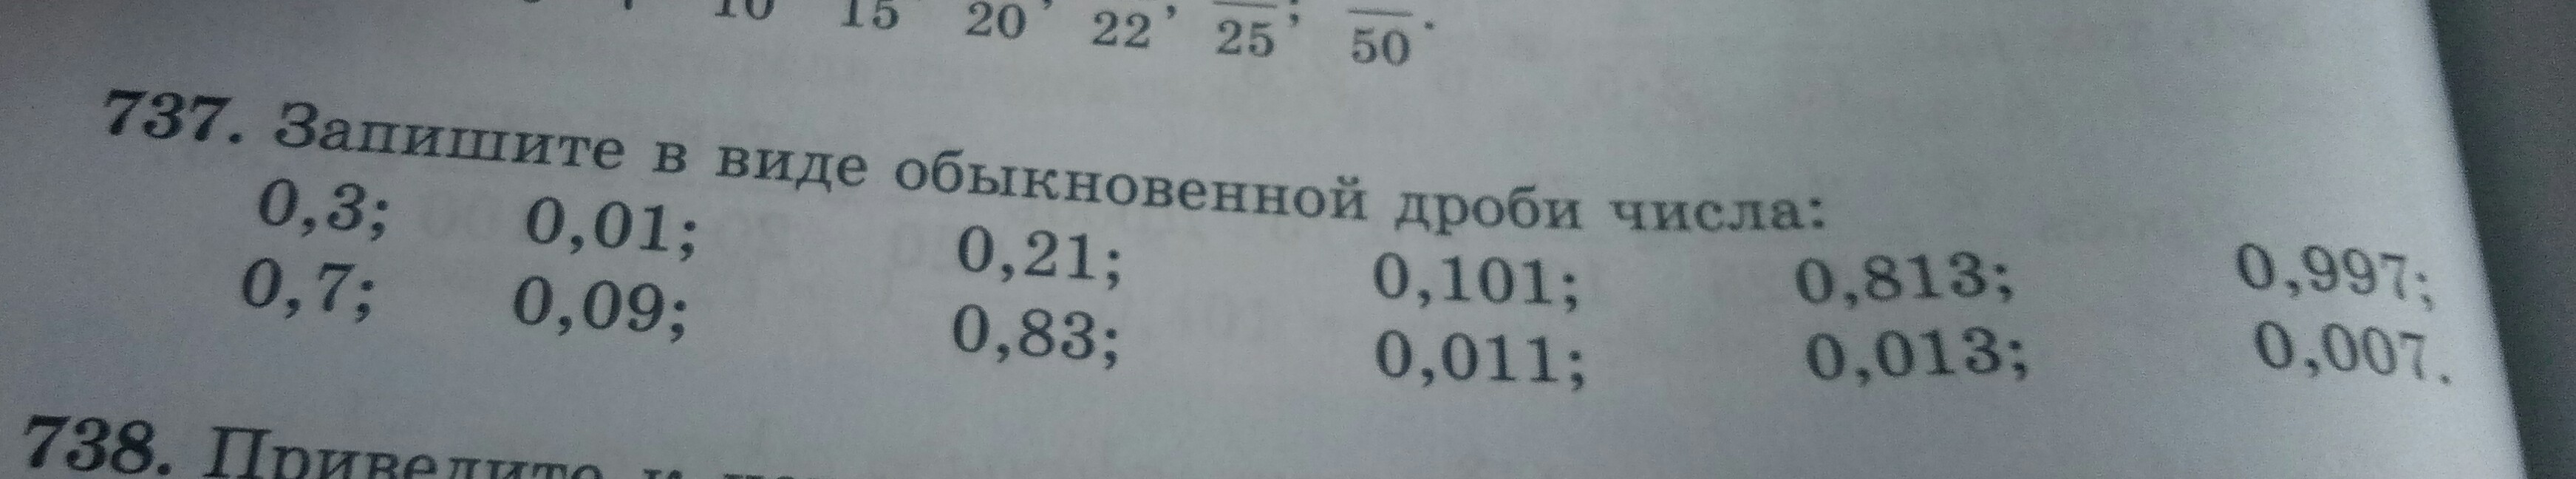 10 15 20, 22, 25; 50.
737. Запишите в виде обыкновенной дроби числа:
0,3; 0,01; 0,21; 0,101; 0,813; 0,997;
0,7; 0,09; 0,83; 0,011; 0,013; 0,007.
738. Приведите и